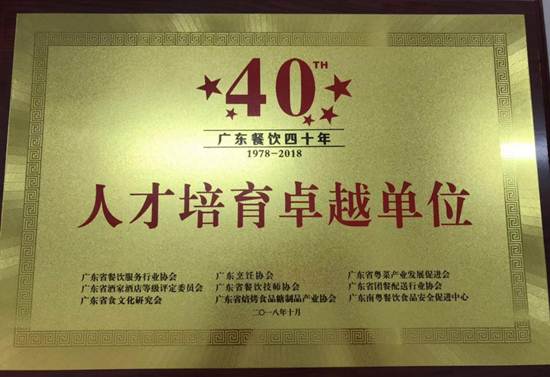 40TH
广东餐饮四十年
1978-2018
人才培育卓越单位
广东省餐饮服务行业协会 广东烹饪协会 广东省粤菜产业发展促进会
广东省酒家酒店等级评定委员会 广东省餐饮技师协会 广东省团餐配送行业协会
广东省食文化研究会 广东省焙烤食品糖制品产业协会 广东南粤餐饮食品安全促进中心
二〇一八年十月